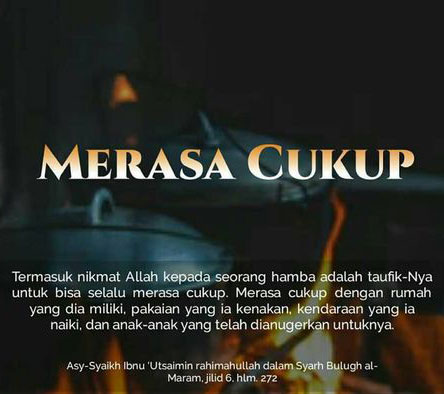 MERASA CUKUP
Termasuk nikmat Allah kepada seorang hamba adalah taufik-Nya
untuk bisa selalu merasa cukup. Merasa cukup dengan rumah
yang dia miliki, pakaian yang ia kenakan, kendaraan yang ia
naiki, dan anak-anak yang telah dianugerkan untuknya.
Asy-Syaikh Ibnu 'Utsaimin rahimahullah dalam Syarh Bulugh al-
Maram, jilid 6, hlm. 272